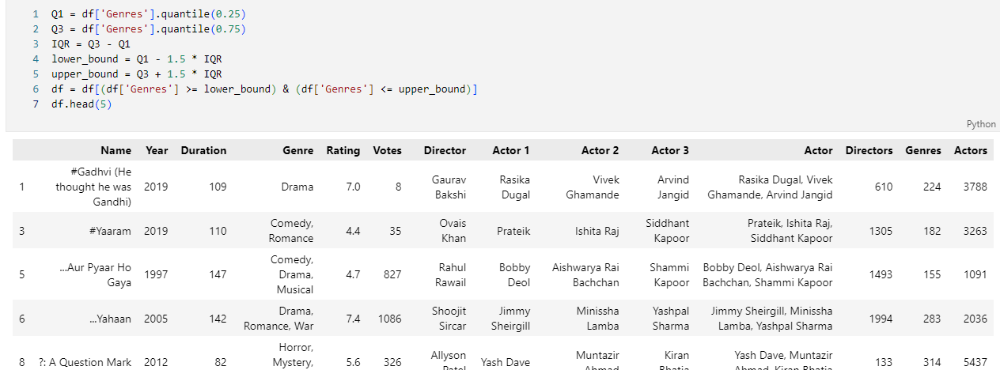 1 Q1 = df['Genres'].quantile(0.25)
2 Q3 = df['Genres'].quantile(0.75)
3 IQR = Q3 - Q1
4 lower_bound = Q1 - 1.5 * IQR
5 upper_bound = Q3 + 1.5 * IQR
6 df = df[(df['Genres'] >= lower_bound) & (df['Genres'] <= upper_bound)]
7 df.head(5)
Python
Name Year Duration Genre Rating Votes Director Actor 1 Actor 2 Actor 3 Actor Directors Genres Actors
#Gadhvi (He
thought he was
Gandhi)
1 2019 109 Drama 7.0 8
Gaurav
Bakshi
Rasika
Dugal
Vivek
Ghamande
Arvind
Jangid
Rasika Dugal, Vivek
Ghamande, Arvind Jangid
610 224 3788
3 #Yaaram 2019 110
Comedy,
Romance
4.4 35
Ovais
Khan
Prateik Ishita Raj
Siddhant
Kapoor
Prateik, Ishita Raj,
Siddhant Kapoor
1305 182 3263
5
...Aur Pyaar Ho
Gaya
1997 147
Comedy,
Drama,
Musical
4.7 827
Rahul
Rawail
Bobby
Deol
Aishwarya Rai
Bachchan
Shammi
Kapoor
Bobby Deol, Aishwarya Rai
Bachchan, Shammi Kapoor
1493 155 1091
6 ...Yahaan 2005 142
Drama,
Romance, War
7.4 1086
Shoojit
Sircar
Jimmy
Sheirgill
Minissha
Lamba
Yashpal
Sharma
Jimmy Sheirgill, Minissha
Lamba, Yashpal Sharma
1994 283 2036
8 ?: A Question Mark 2012 82
Horror,
Mystery,
5.6 326
Allyson
Patel
Yash Dave
Muntazir
Ahmad
Kiran
Bhatia
Yash Dave, Muntazir
Ahmad, Kiran Bhatia
133 314 5437